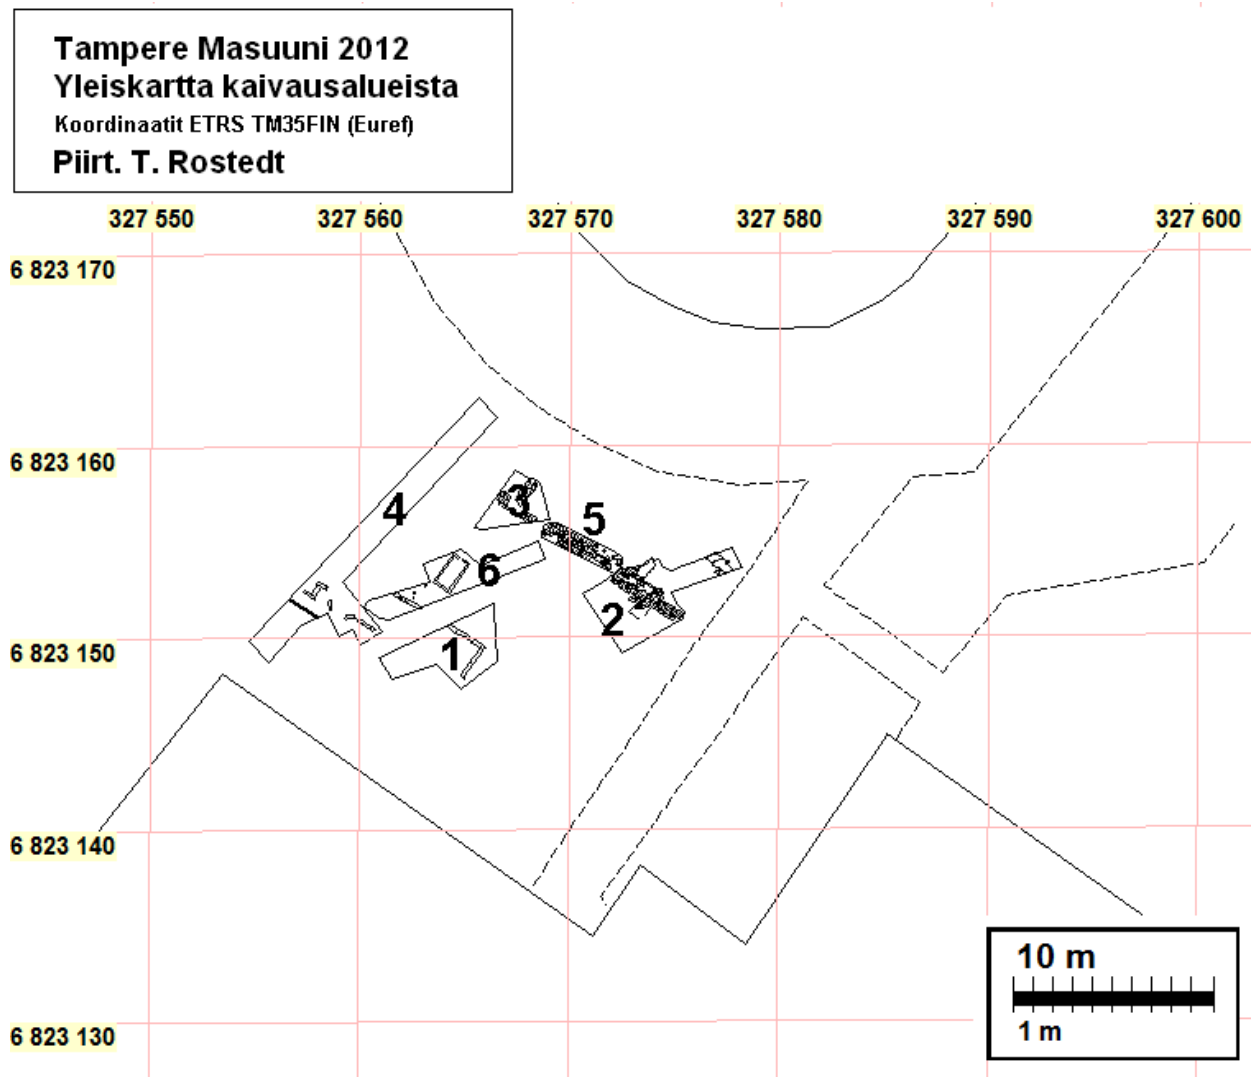 Tampere Masuuni 2012
Yleiskartta kaivausalueista
Koordinaatit ETRS TM35FIN (Euref)
Piirt. T. Rostedt
327 550 327 560 327 570 327 580 327 590 327 600
6 823 170
6 823 160
3
4
5
6
2
1
6 823 150
6 823 140
10 m
1 m
6 823 130